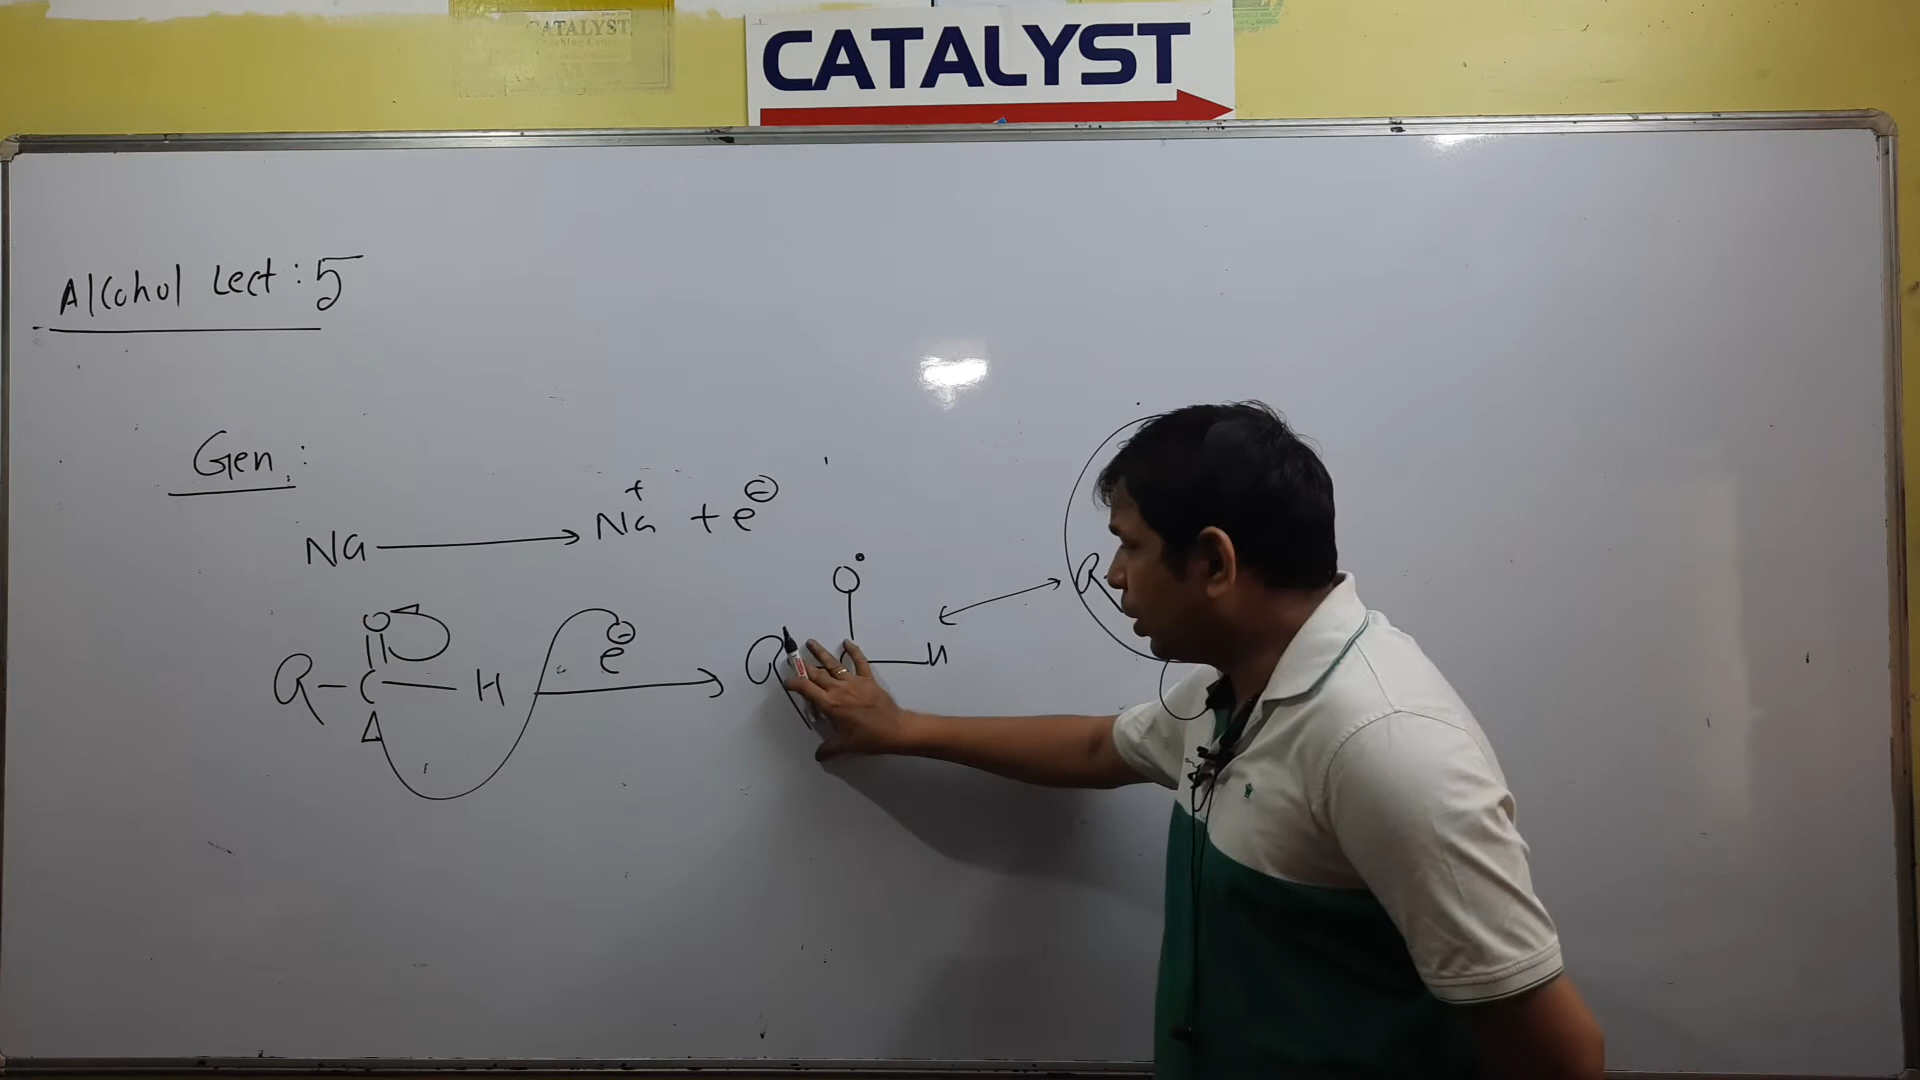 CATALYST
CATALYST
Alcohol Lect : 5
Gen :
Na → Na⁺ + e⊖
O• 
R
O
e⊖
R – C – H
R
H